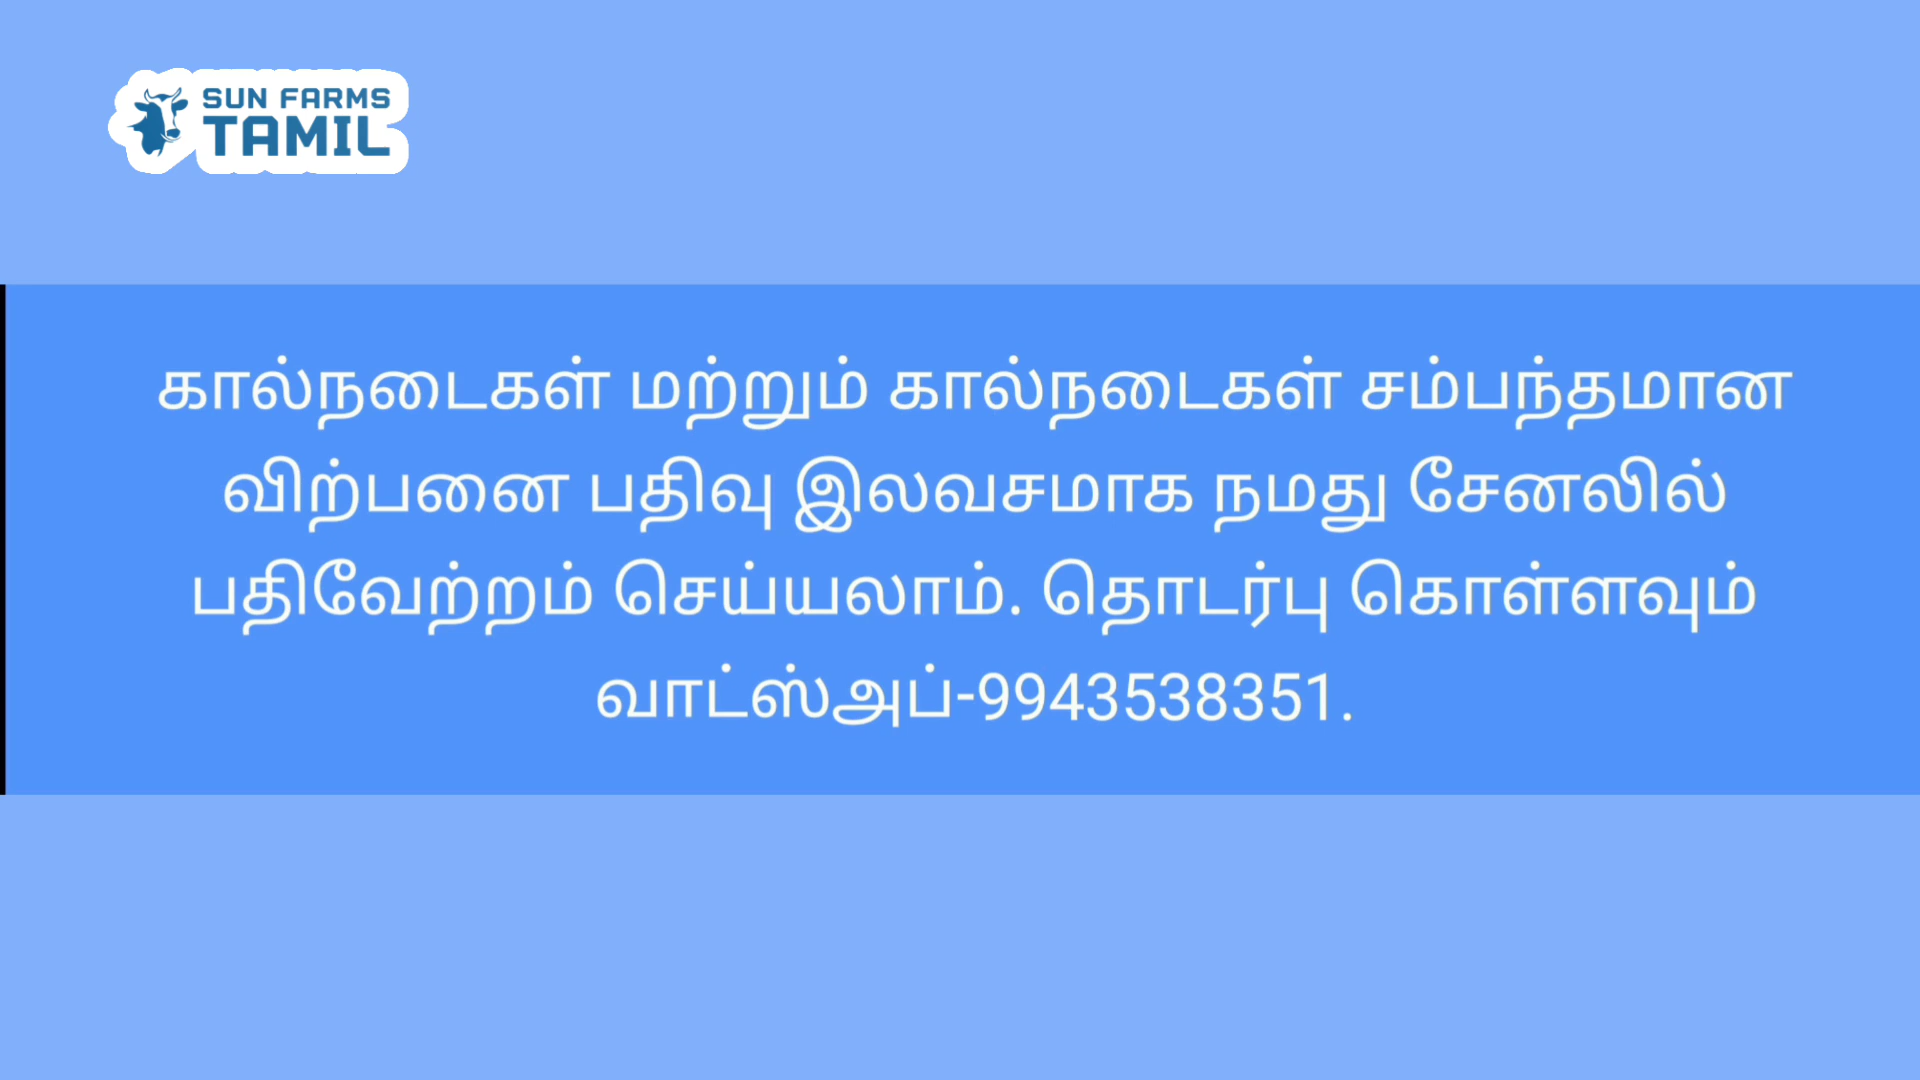 SUN FARMS
TAMIL
கால்நடைகள் மற்றும் கால்நடைகள் சம்பந்தமான
விற்பனை பதிவு இலவசமாக நமது சேனலில்
பதிவேற்றம் செய்யலாம். தொடர்பு கொள்ளவும்
வாட்ஸ்அப்-9943538351.